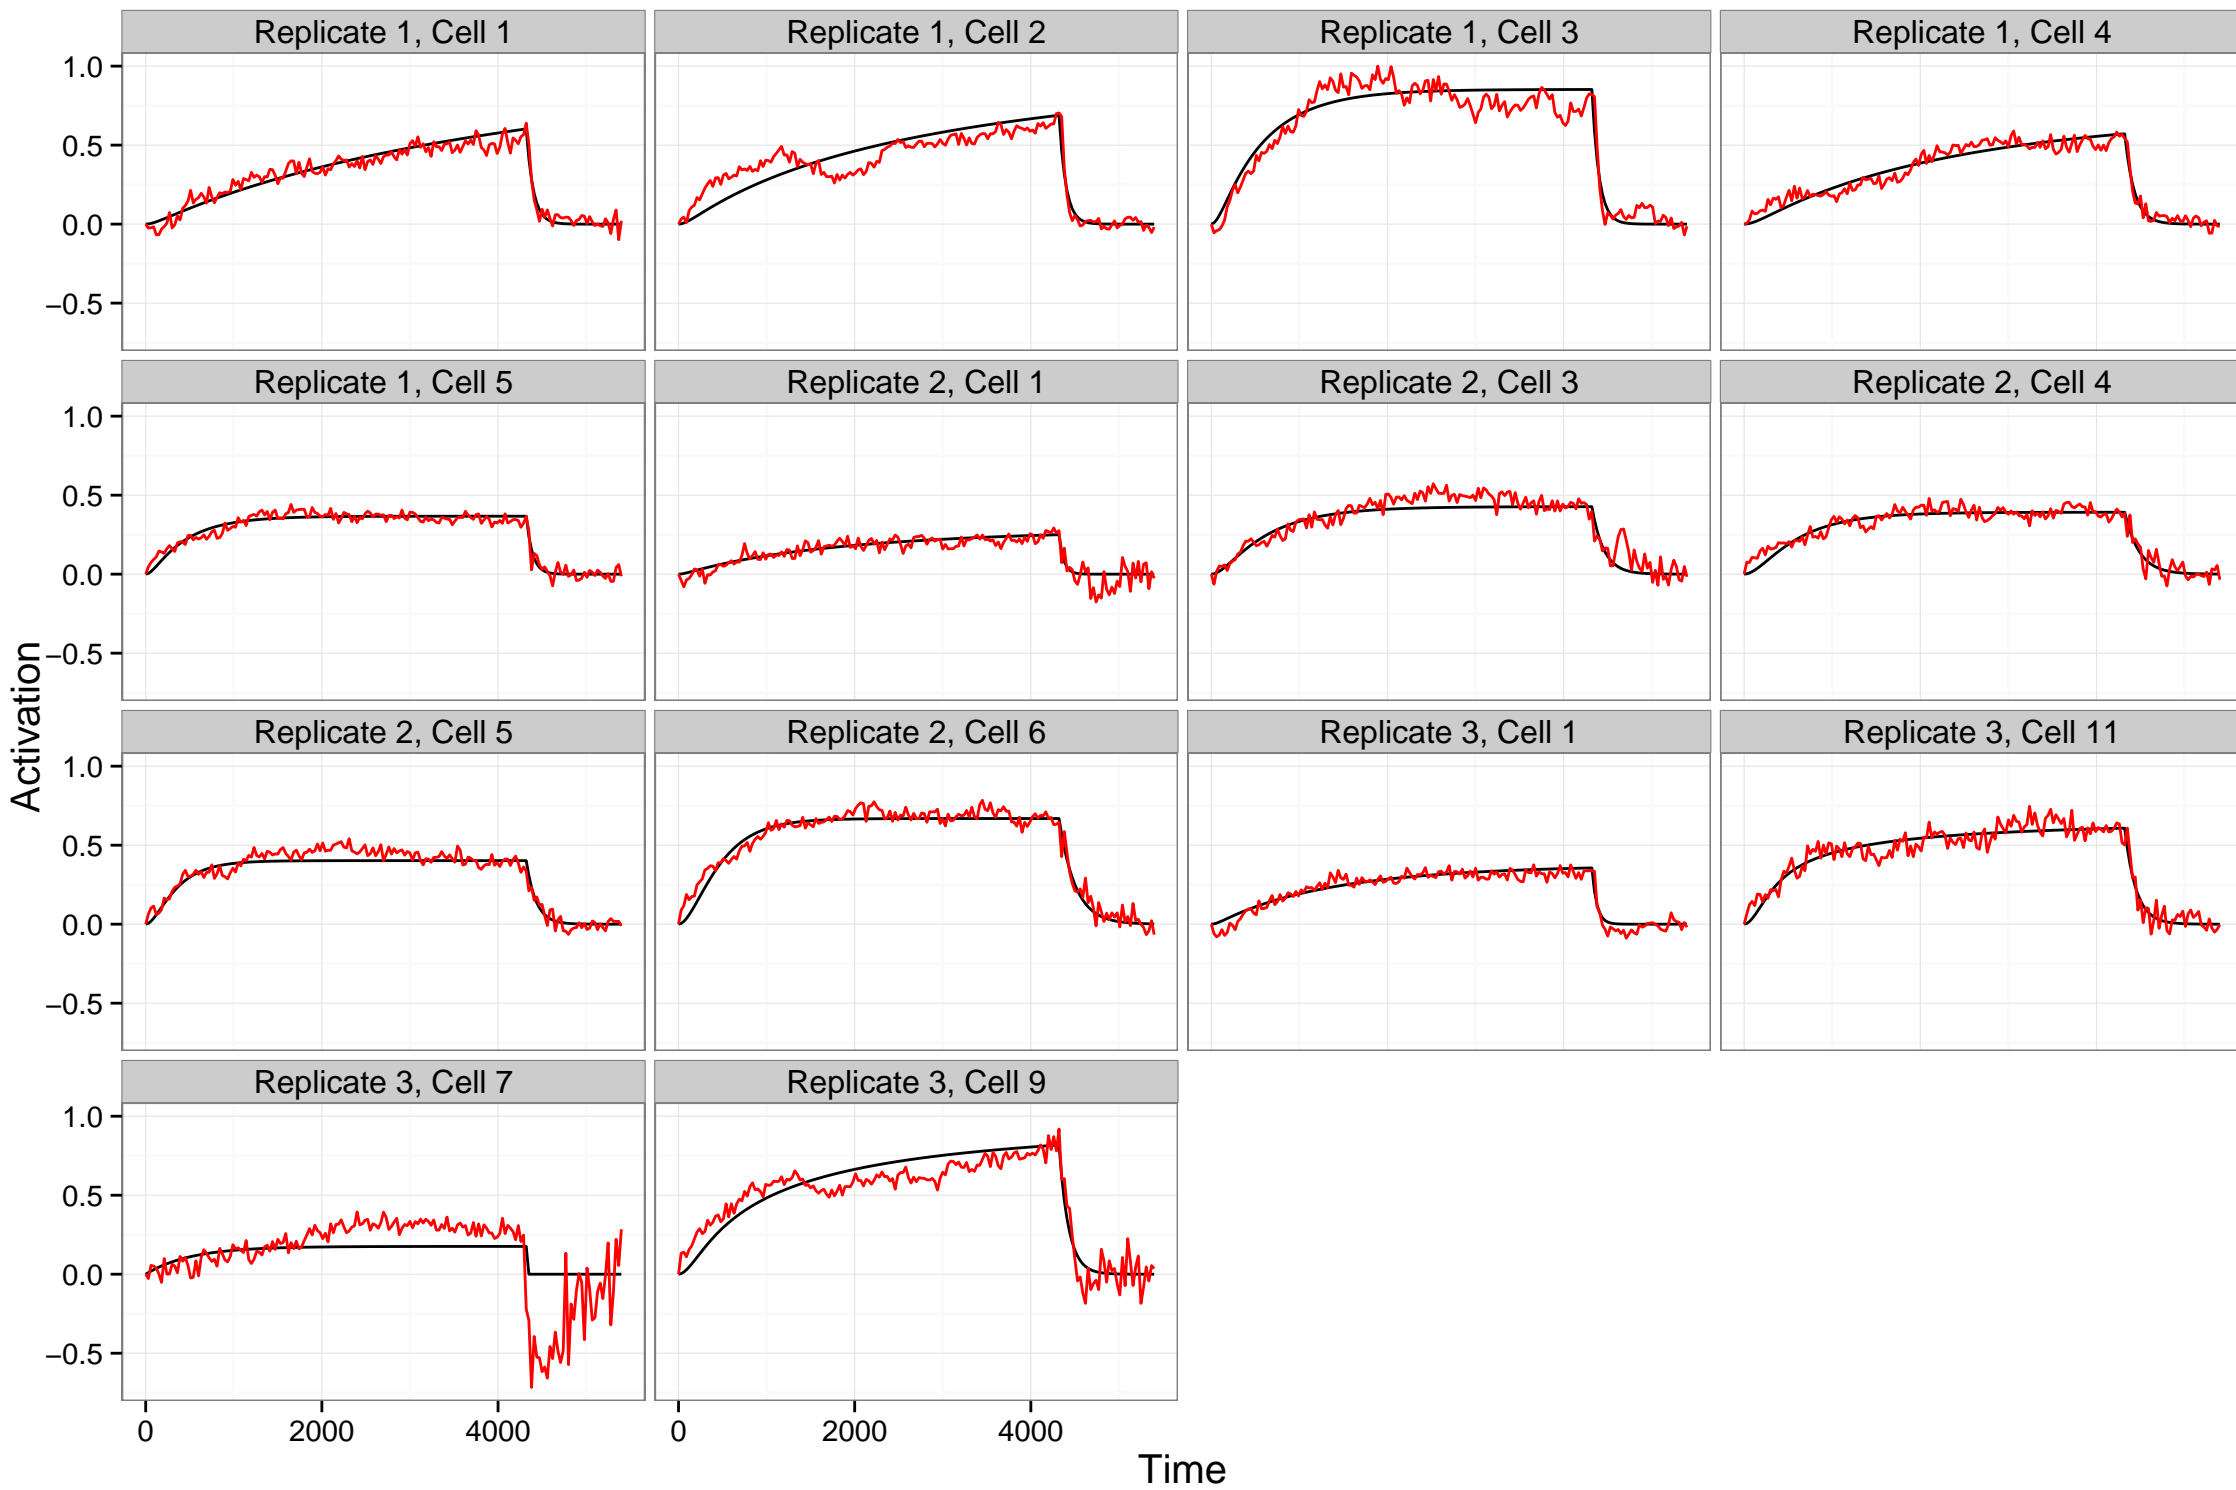 Replicate 1, Cell 1
Replicate 1, Cell 2
Replicate 1, Cell 3
Replicate 1, Cell 4
1.0
0.5
0.0
−0.5
Replicate 1, Cell 5
Replicate 2, Cell 1
Replicate 2, Cell 3
Replicate 2, Cell 4
1.0
0.5
0.0
−0.5
Activation
Replicate 2, Cell 5
Replicate 2, Cell 6
Replicate 3, Cell 1
Replicate 3, Cell 11
1.0
0.5
0.0
−0.5
Replicate 3, Cell 7
Replicate 3, Cell 9
1.0
0.5
0.0
−0.5
0 2000 4000
0 2000 4000
Time